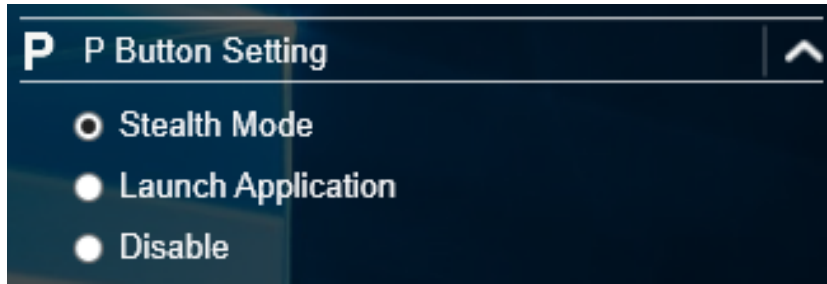 P P Button Setting
Stealth Mode
Launch Application
Disable